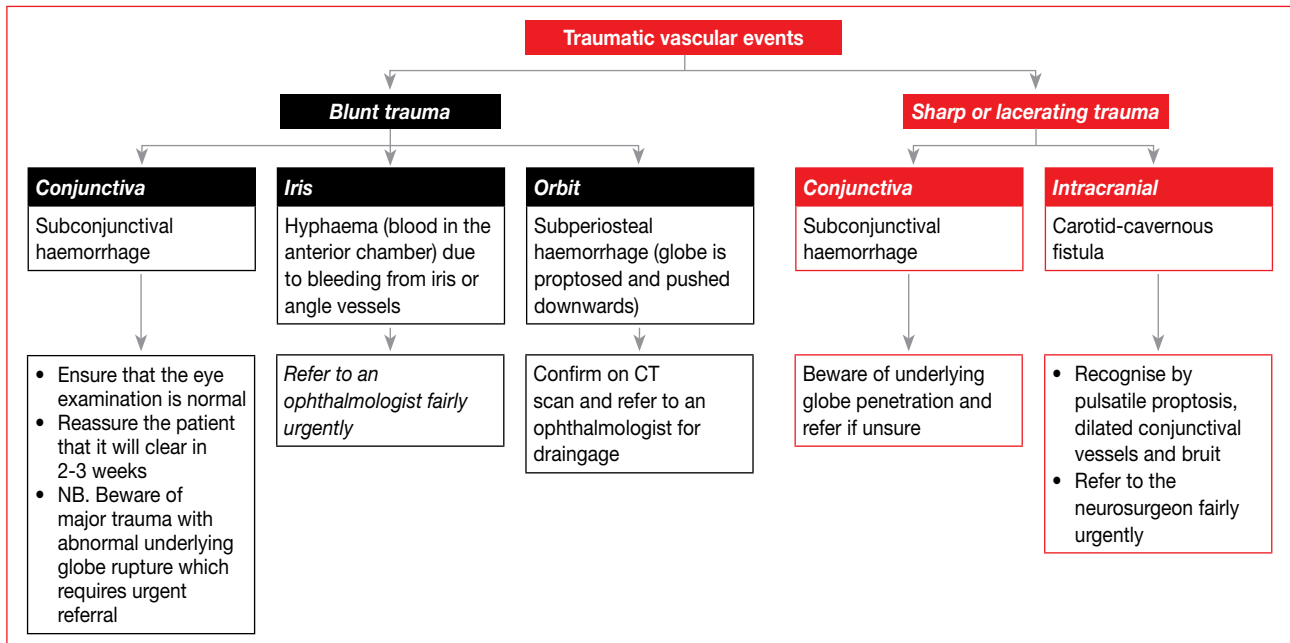 Traumatic vascular events
Blunt trauma
Sharp or lacerating trauma
Conjunctiva
Subconjunctival
haemorrhage
Iris
Hyphaema (blood in the
anterior chamber) due
to bleeding from iris or
angle vessels
Orbit
Subperiosteal
haemorrhage (globe is
proptosed and pushed
downwards)
Conjunctiva
Subconjunctival
haemorrhage
Intracranial
Carotid-cavernous
fistula
• Ensure that the eye
examination is normal
• Reassure the patient
that it will clear in
2-3 weeks
• NB. Beware of
major trauma with
abnormal underlying
globe rupture which
requires urgent
referral
Refer to an
ophthalmologist fairly
urgently
Confirm on CT
scan and refer to an
ophthalmologist for
draingage
Beware of underlying
globe penetration and
refer if unsure
• Recognise by
pulsatile proptosis,
dilated conjunctival
vessels and bruit
• Refer to the
neurosurgeon fairly
urgently